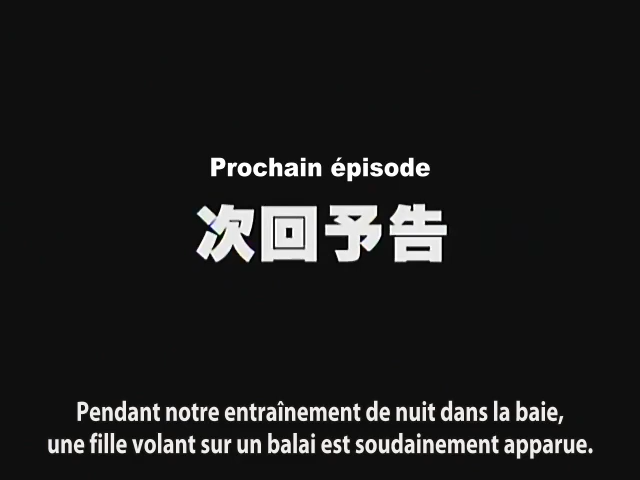 Prochain épisode
次回予告
Pendant notre entraînement de nuit dans la baie,
une fille volant sur un balai est soudainement apparue.